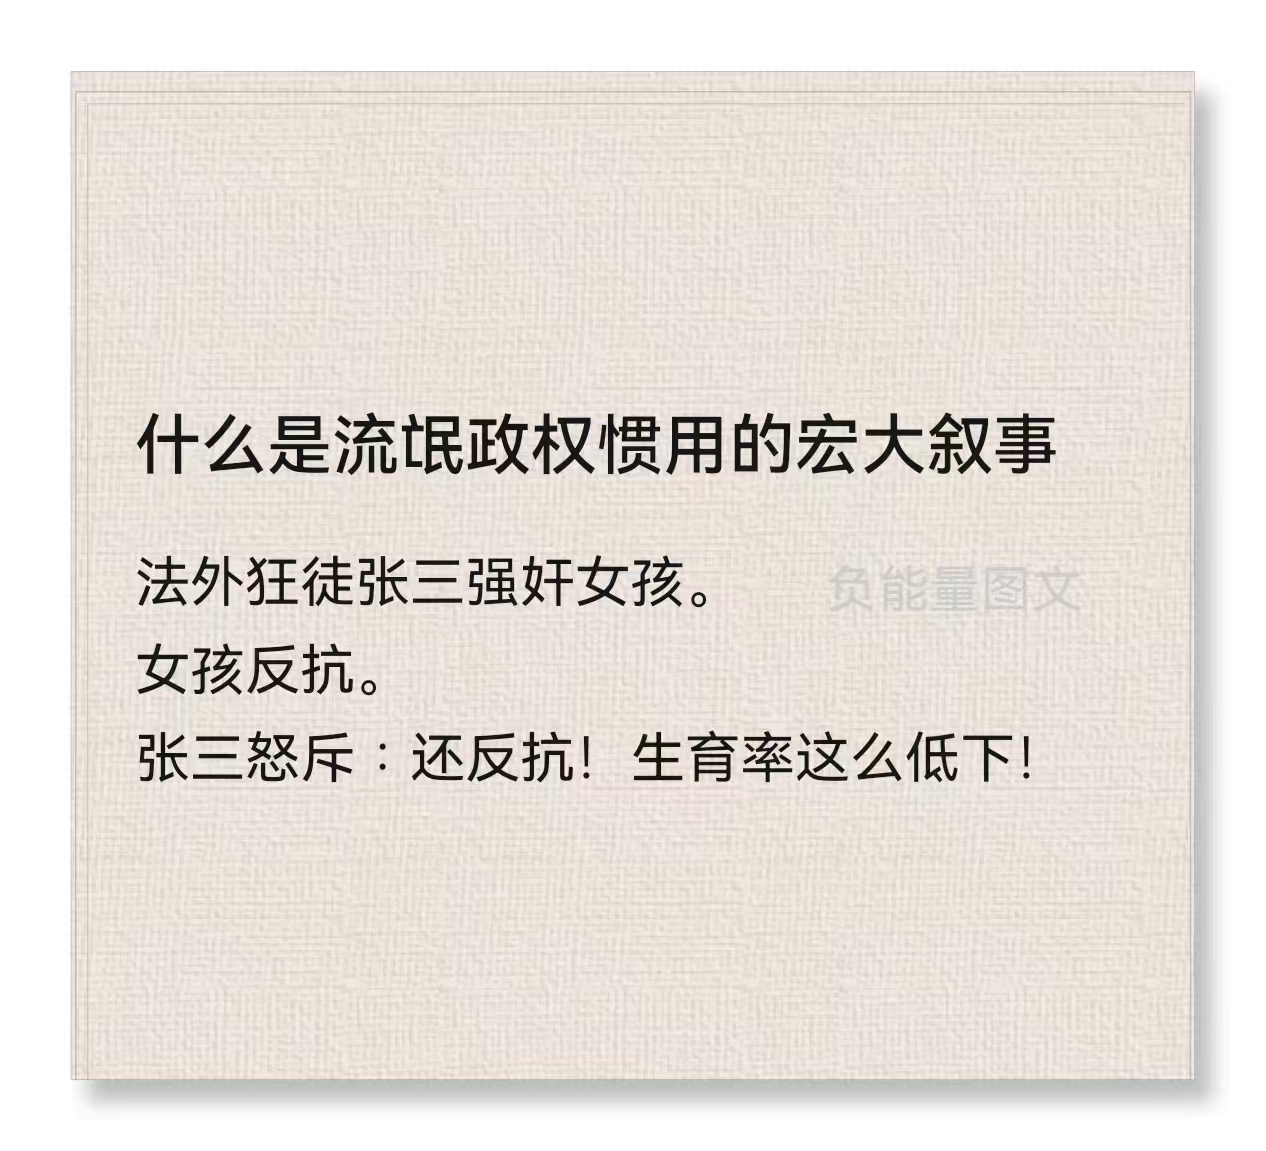 什么是流氓政权惯用的宏大叙事
法外狂徒张三强奸女孩。
负能量图文
女孩反抗。
张三怒斥：还反抗！生育率这么低下！